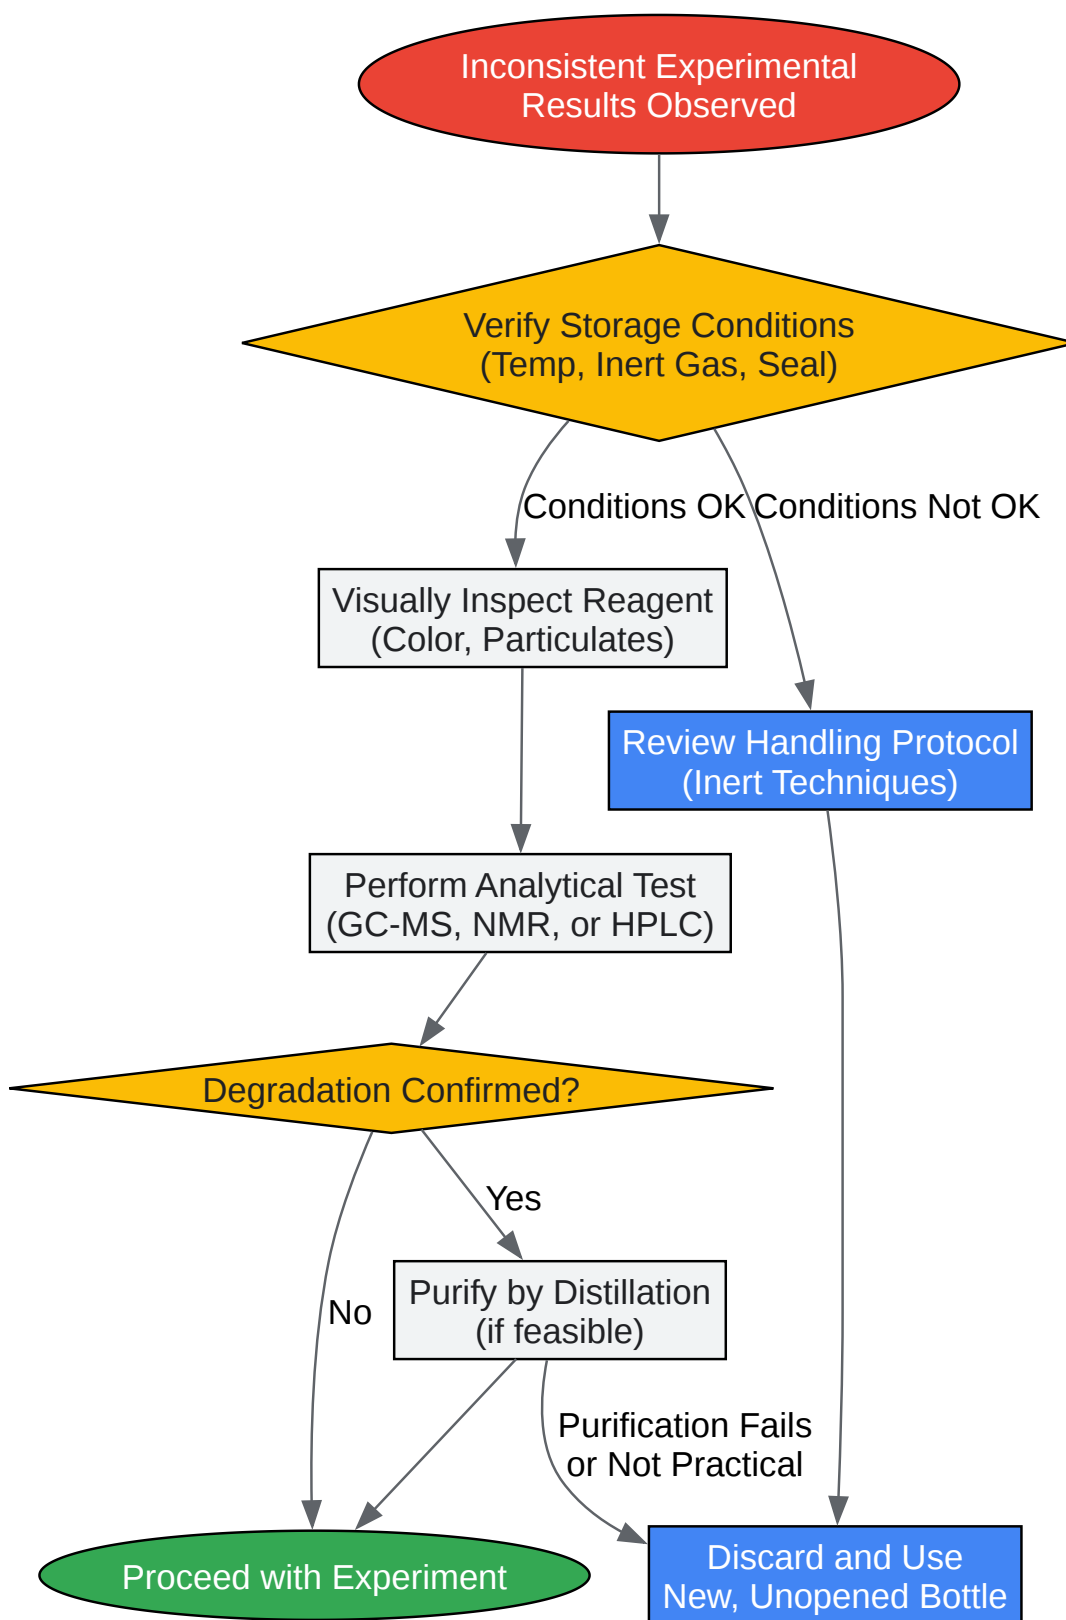 Inconsistent Experimental
Results Observed
Verify Storage Conditions
(Temp, Inert Gas, Seal)
Conditions OK
Conditions Not OK
Visually Inspect Reagent
(Color, Particulates)
Review Handling Protocol
(Inert Techniques)
Perform Analytical Test
(GC-MS, NMR, or HPLC)
Degradation Confirmed?
Yes
No
Purify by Distillation
(if feasible)
Purification Fails
or Not Practical
Proceed with Experiment
Discard and Use
New, Unopened Bottle